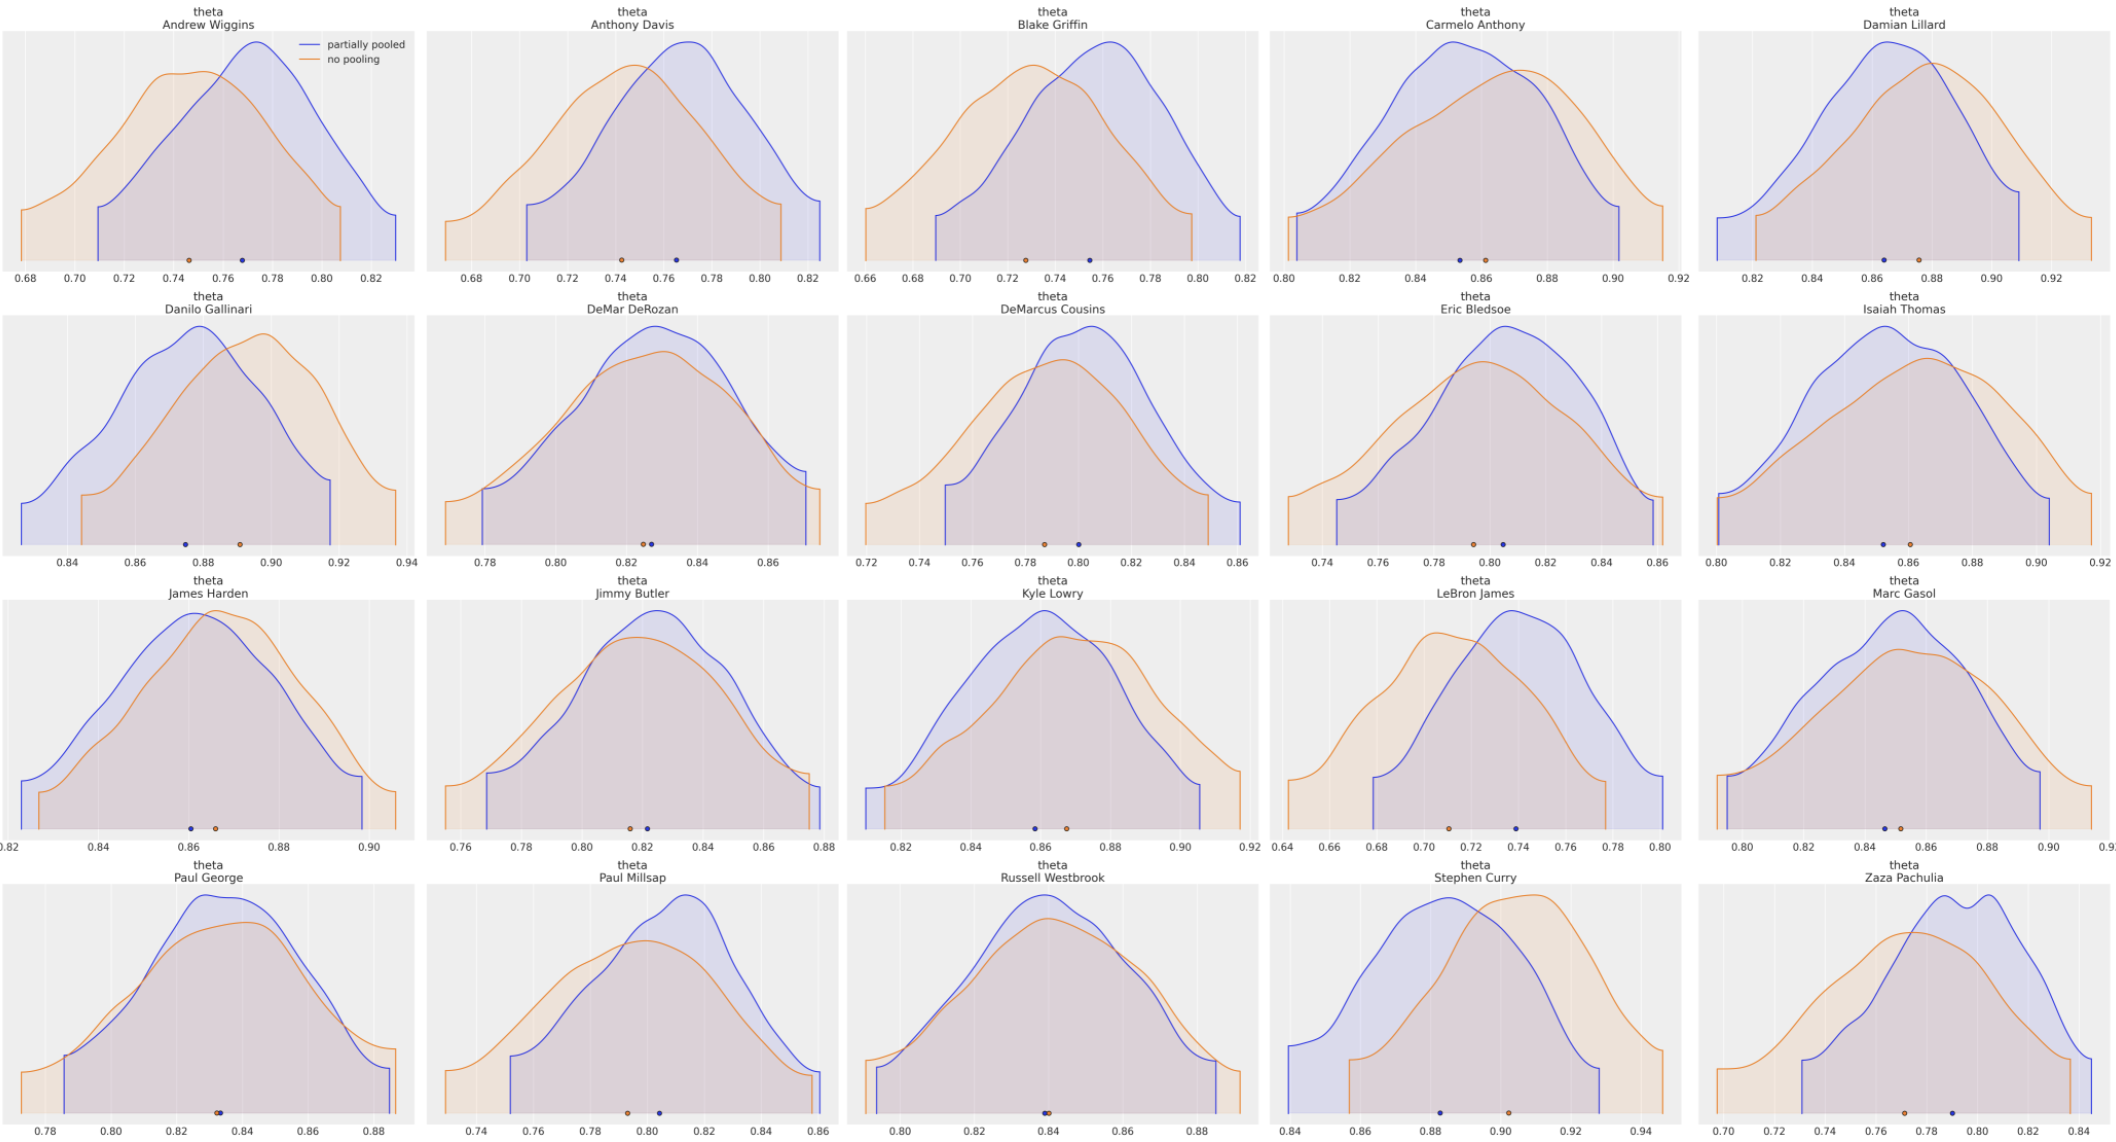 theta theta theta theta theta
Andrew Wiggins Anthony Davis Blake Griffin Carmelo Anthony Damian Lillard
partially pooled
no pooling
0.68 0.70 0.72 0.74 0.76 0.78 0.80 0.82 0.68 0.70 0.72 0.74 0.76 0.78 0.80 0.82 0.66 0.68 0.70 0.72 0.74 0.76 0.78 0.80 0.82 0.80 0.82 0.84 0.86 0.88 0.90 0.92 0.82 0.84 0.86 0.88 0.90 0.92
theta theta theta theta theta
Danilo Gallinari DeMar DeRozan DeMarcus Cousins Eric Bledsoe Isaiah Thomas
0.84 0.86 0.88 0.90 0.92 0.94 0.78 0.80 0.82 0.84 0.86 0.72 0.74 0.76 0.78 0.80 0.82 0.84 0.86 0.74 0.76 0.78 0.80 0.82 0.84 0.86 0.80 0.82 0.84 0.86 0.88 0.90 0.92
theta theta theta theta theta
James Harden Jimmy Butler Kyle Lowry LeBron James Marc Gasol
0.82 0.84 0.86 0.88 0.90 0.76 0.78 0.80 0.82 0.84 0.86 0.88 0.82 0.84 0.86 0.88 0.90 0.92 0.64 0.66 0.68 0.70 0.72 0.74 0.76 0.78 0.80 0.80 0.82 0.84 0.86 0.88 0.90
theta theta theta theta theta
Paul George Paul Millsap Russell Westbrook Stephen Curry Zaza Pachulia
0.78 0.80 0.82 0.84 0.86 0.88 0.74 0.76 0.78 0.80 0.82 0.84 0.86 0.80 0.82 0.84 0.86 0.88 0.84 0.86 0.88 0.90 0.92 0.94 0.70 0.72 0.74 0.76 0.78 0.80 0.82 0.84